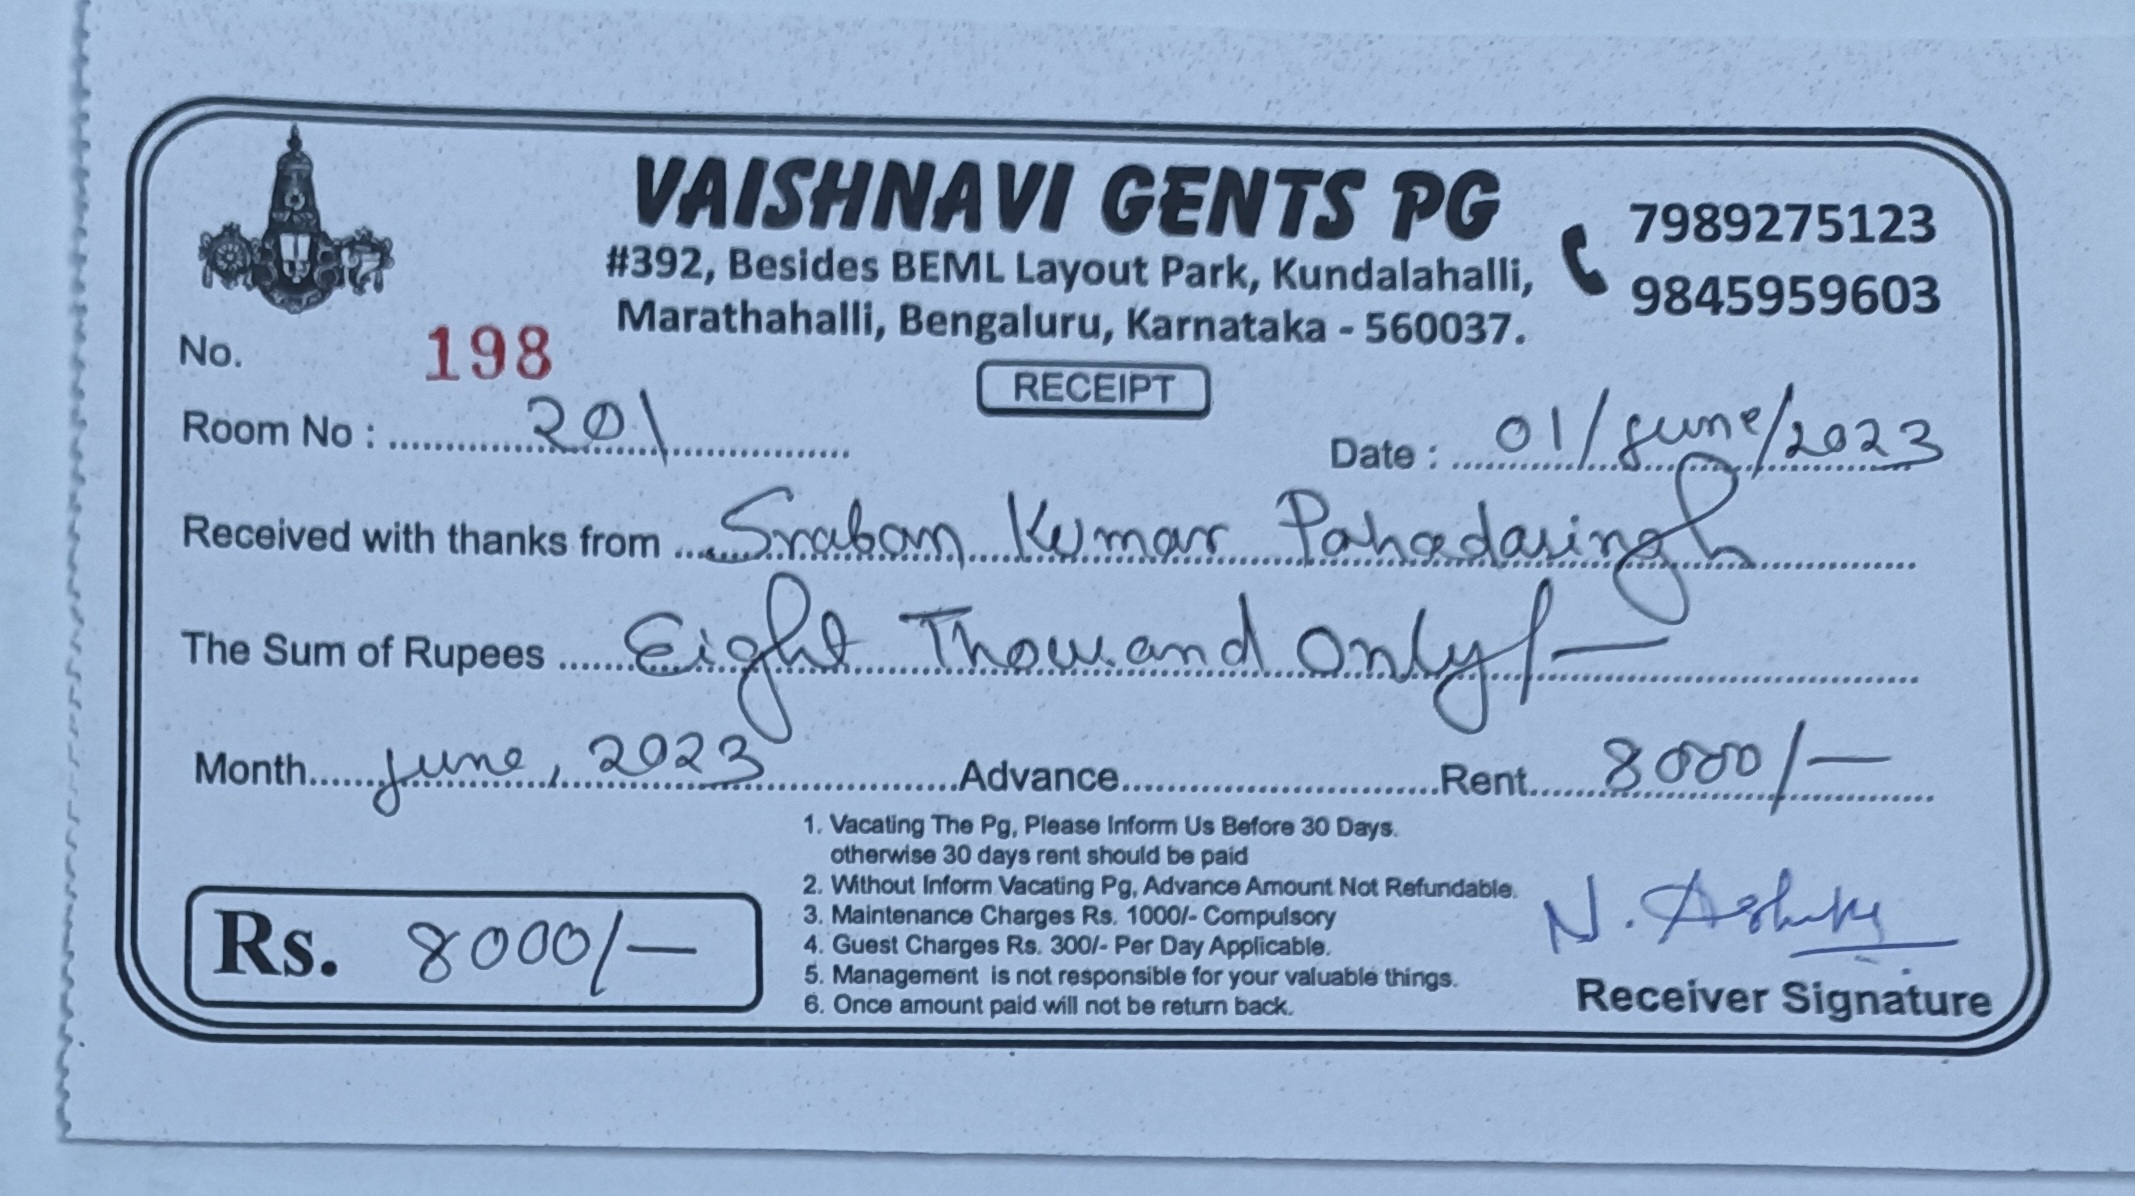 VAISHNAVI GENTS PG
#392, Besides BEML Layout Park, Kundalahalli,
Marathahalli, Bengaluru, Karnataka - 560037.
7989275123
9845959603
No. 198
RECEIPT
Room No : 201
Date : 01/June/2023
Received with thanks from Sraban Kumar Pahadasingh
The Sum of Rupees Eight Thousand Only/-
Month June, 2023 Advance Rent 8000/-
1. Vacating The Pg, Please Inform Us Before 30 Days.
otherwise 30 days rent should be paid
2. Without Inform Vacating Pg, Advance Amount Not Refundable.
3. Maintenance Charges Rs. 1000/- Compulsory
4. Guest Charges Rs. 300/- Per Day Applicable.
5. Management is not responsible for your valuable things.
6. Once amount paid will not be return back.
Rs. 8000/-
N.
Receiver Signature